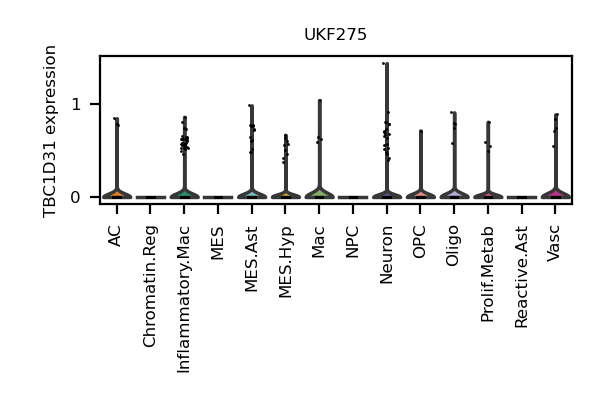 UKF275
TBC1D31 expression
1
0
AC
Chromatin.Reg
Inflammatory.Mac
MES
MES.Ast
MES.Hyp
Mac
NPC
Neuron
OPC
Oligo
Prolif.Metab
Reactive.Ast
Vasc